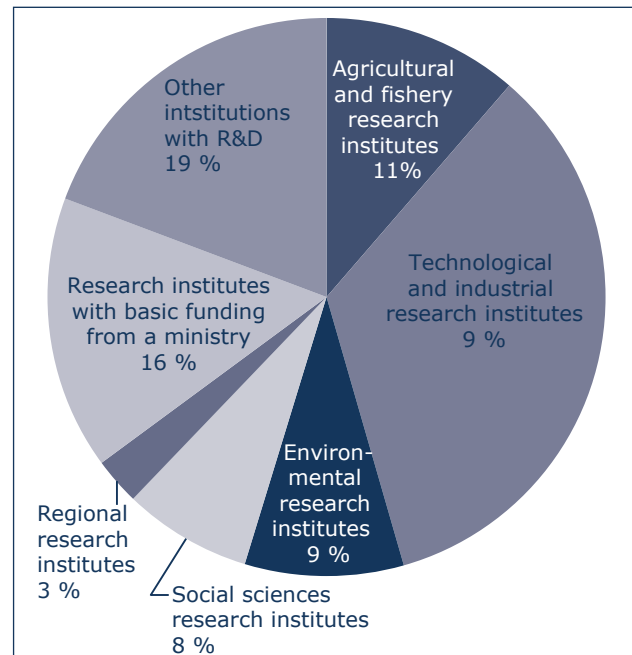 Agricultural
and fishery
research
institutes
11%
Technological
and industrial
research institutes
9 %
Environ-
mental
research
institutes
9 %
Social sciences
research institutes
8 %
Regional
research
institutes
3 %
Research institutes
with basic funding
from a ministry
16 %
Other
intstitutions
with R&D
19 %